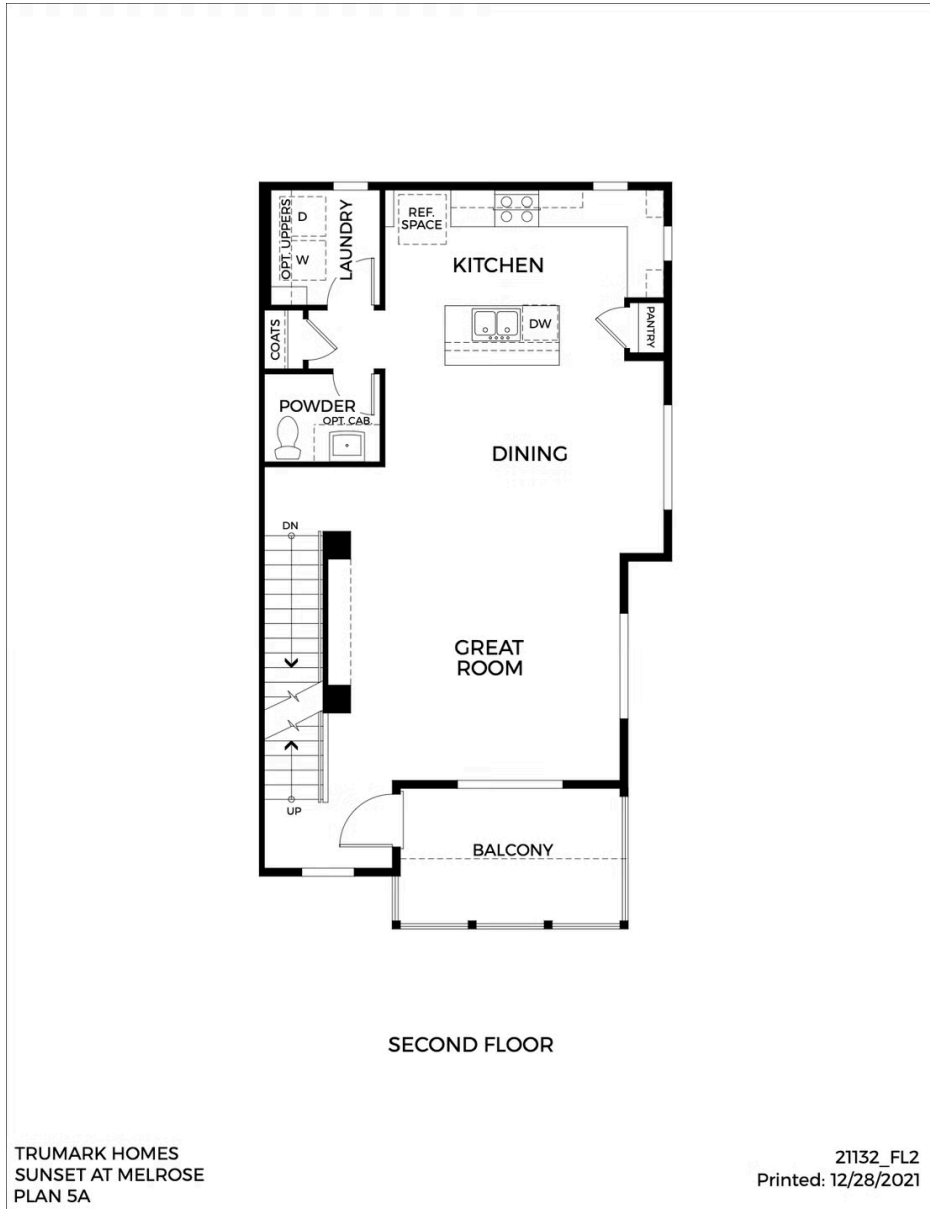 OPT. UPPERS
D
W
LAUNDRY
REF.
SPACE
KITCHEN
COATS
DW
PANTRY
POWDER
OPT. CAB.
DINING
DN
GREAT
ROOM
UP
BALCONY
SECOND FLOOR
TRUMARK HOMES
SUNSET AT MELROSE
PLAN 5A
21132_FL2
Printed: 12/28/2021